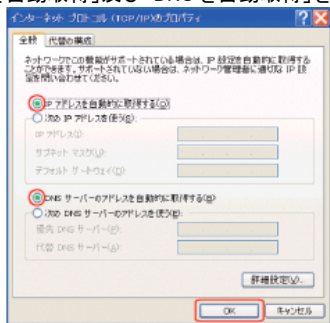 自動取得」及び「DNSを自動取得」を
インターネット プロトコル (TCP/IP)のプロパティ
全般 代替の構成
ネットワークでこの機能がサポートされている場合は、IP 設定を自動的に取得する
ことができます。サポートされていない場合は、ネットワーク管理者に適切な IP 設
定を問い合わせてください。
IP アドレスを自動的に取得する(O)
次の IP アドレスを使う(S):
IP アドレス(I):
サブネット マスク(U):
デフォルト ゲートウェイ(D):
DNS サーバーのアドレスを自動的に取得する(B)
次の DNS サーバーのアドレスを使う(E):
優先 DNS サーバー(P):
代替 DNS サーバー(A):
詳細設定(V)...
OK キャンセル